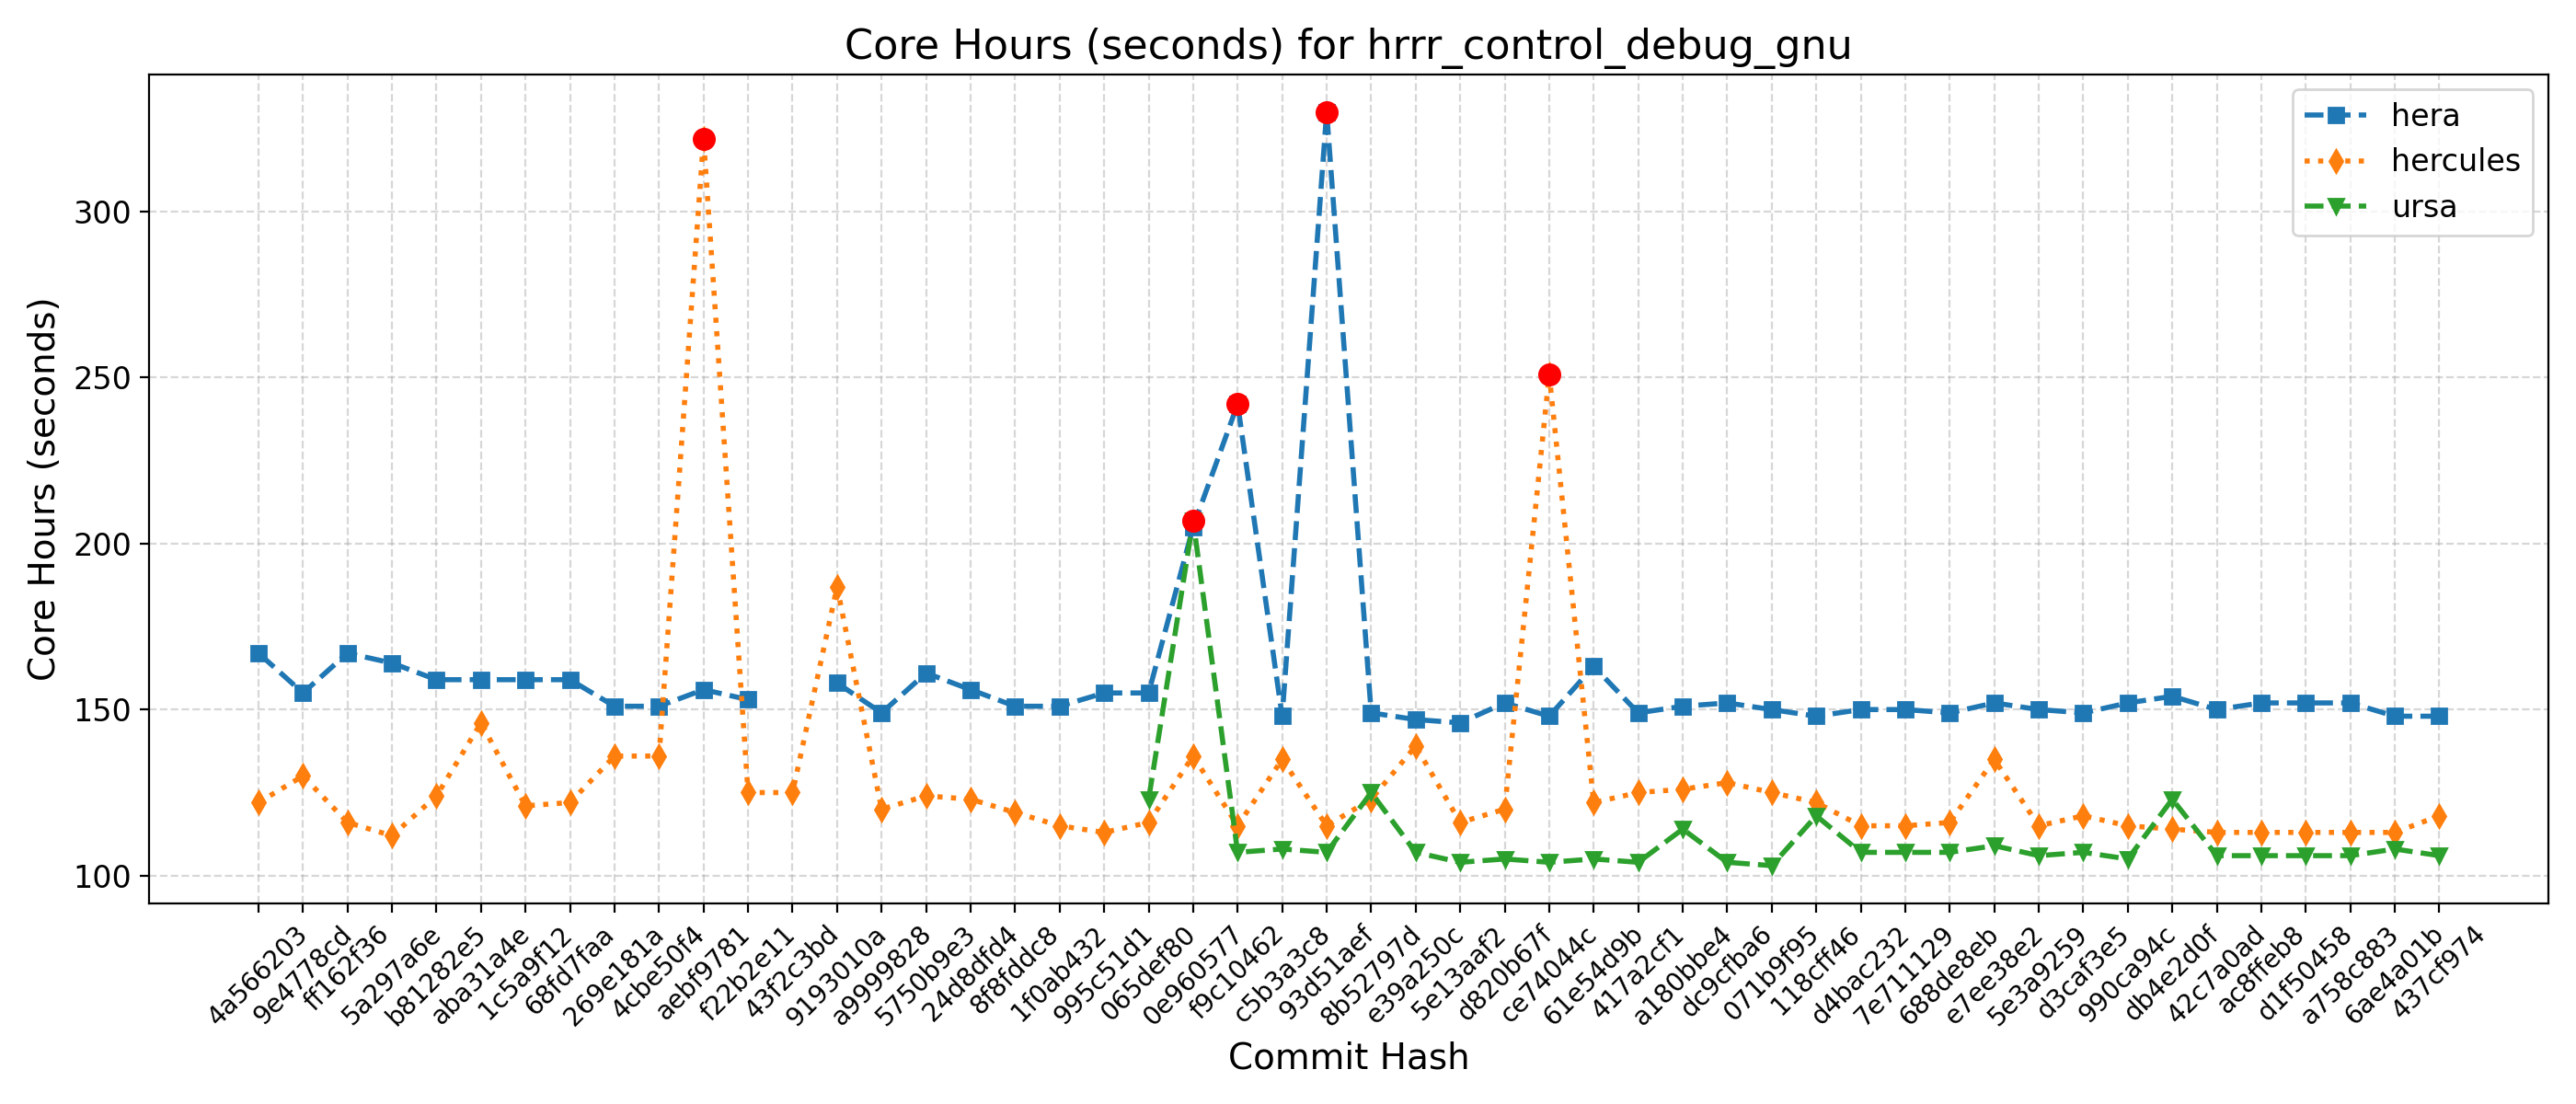 Core Hours (seconds) for hrrr_control_debug_gnu
hera
hercules
ursa
Core Hours (seconds)
300
250
200
150
100
4a566203
9e4778cd
ff162f36
5a297a6e
b81282e5
aba31a4e
1c5a9f12
68fd7faa
269e181a
4cbe50f4
aebf9781
f22b2e11
43f2c3bd
9193010a
a9999828
5750b9e3
24d8dfd4
8f8fddc8
1f0ab432
995c51d1
065def80
0e960577
f9c10462
c5b3a3c8
93d51aef
8b52797d
e39a250c
5e13aaf2
d820b67f
ce74044c
61e54d9b
417a2cf1
a180bbe4
dc9cfba6
071b9f95
118cff46
d4bac232
7e711129
688de8eb
e7ee38e2
5e3a9259
d3caf3e5
990ca94c
db4e2d0f
42c7a0ad
ac8ffeb8
d1f50458
a758c883
6ae4a01b
437cf974
Commit Hash